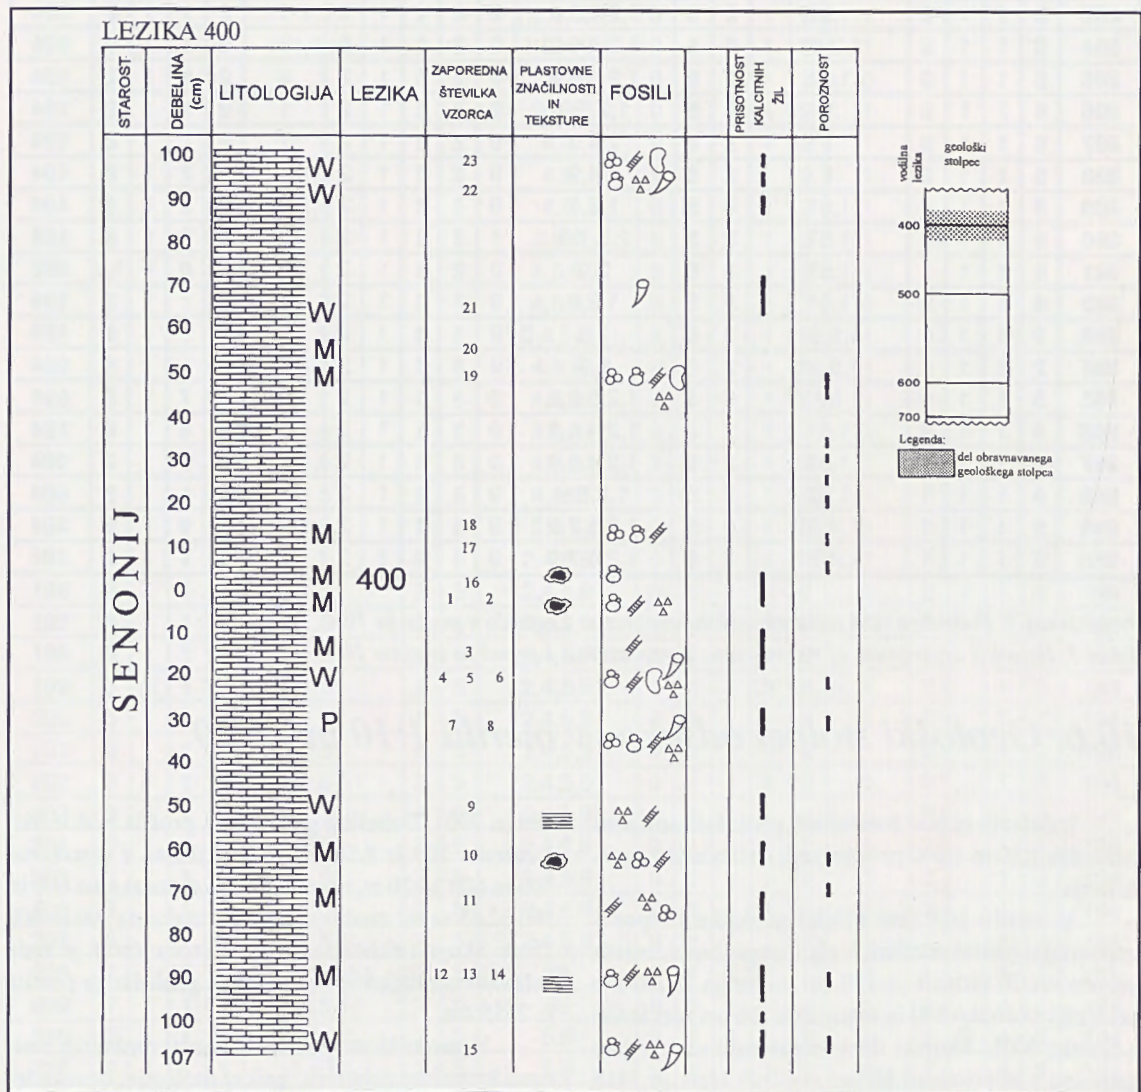 LEZIKA 400
STAROST
DEBELINA (cm)
LITOLOGIJA
LEZIKA
ZAPOREDNA ŠTEVILKA VZORCA
PLASTOVNE ZNAČILNOSTI IN TEKSTURE
FOSILI
PRISOTNOST KALCITNIH ŽIL
POROZNOST
SENONIJ
100 W 23
W 22
90
80
70
W 21
60
M 20
50 M 19
40
30
20
M 18
10 17
M 400 16
0
M 1 2
10
M 3
20 W 4 5 6
30 P 7 8
40
50 W 9
60 M 10
70 M 11
80
90 M 12 13 14
100
W 15
107
vodilna lezika
geološki stolpec
400
500
600
700
Legenda:
del obravnavanega
geološkega stolpca